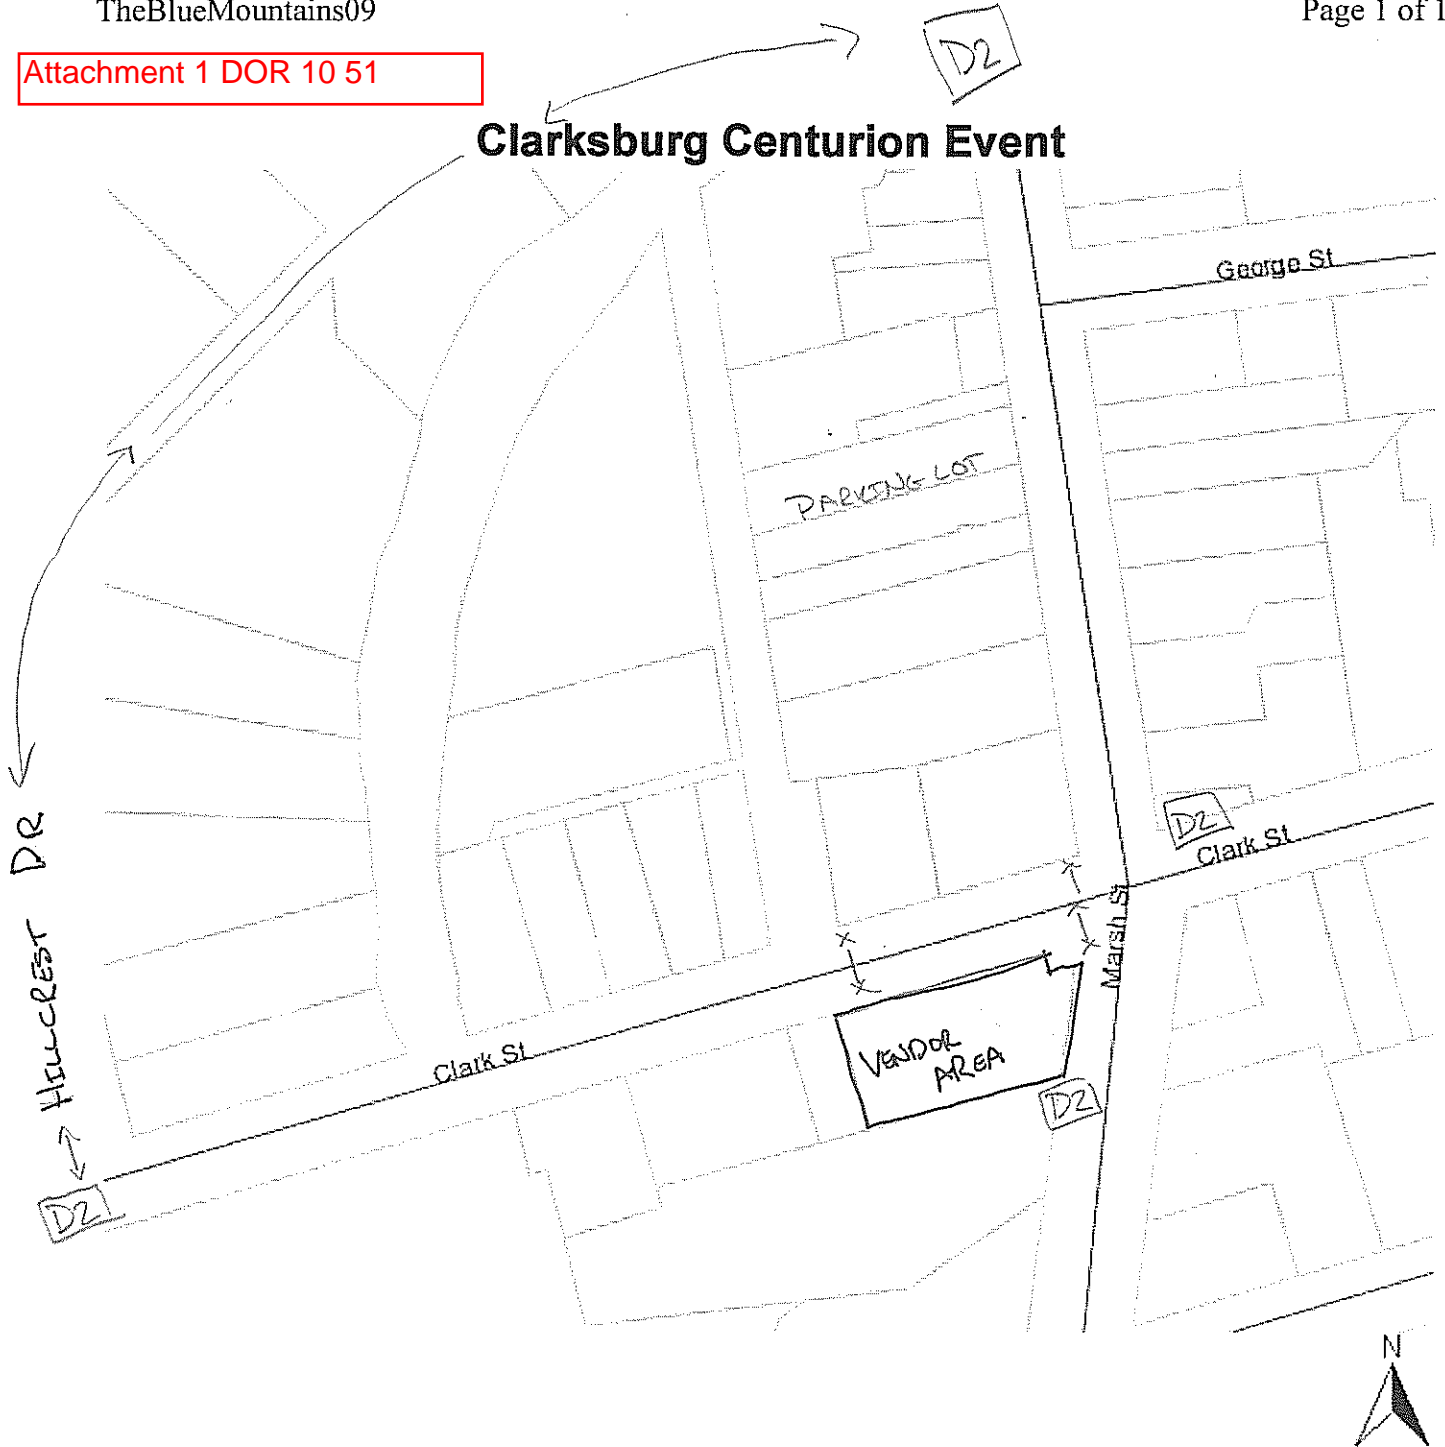 TheBlueMountains09
Page 1 of 1
Attachment 1 DOR 10 51
D2
Clarksburg Centurion Event
George St
PARKING LOT
D2
Clark St
HILLCREST DR
Marsh St
VENDOR
AREA
Clark St
D2
D2
N